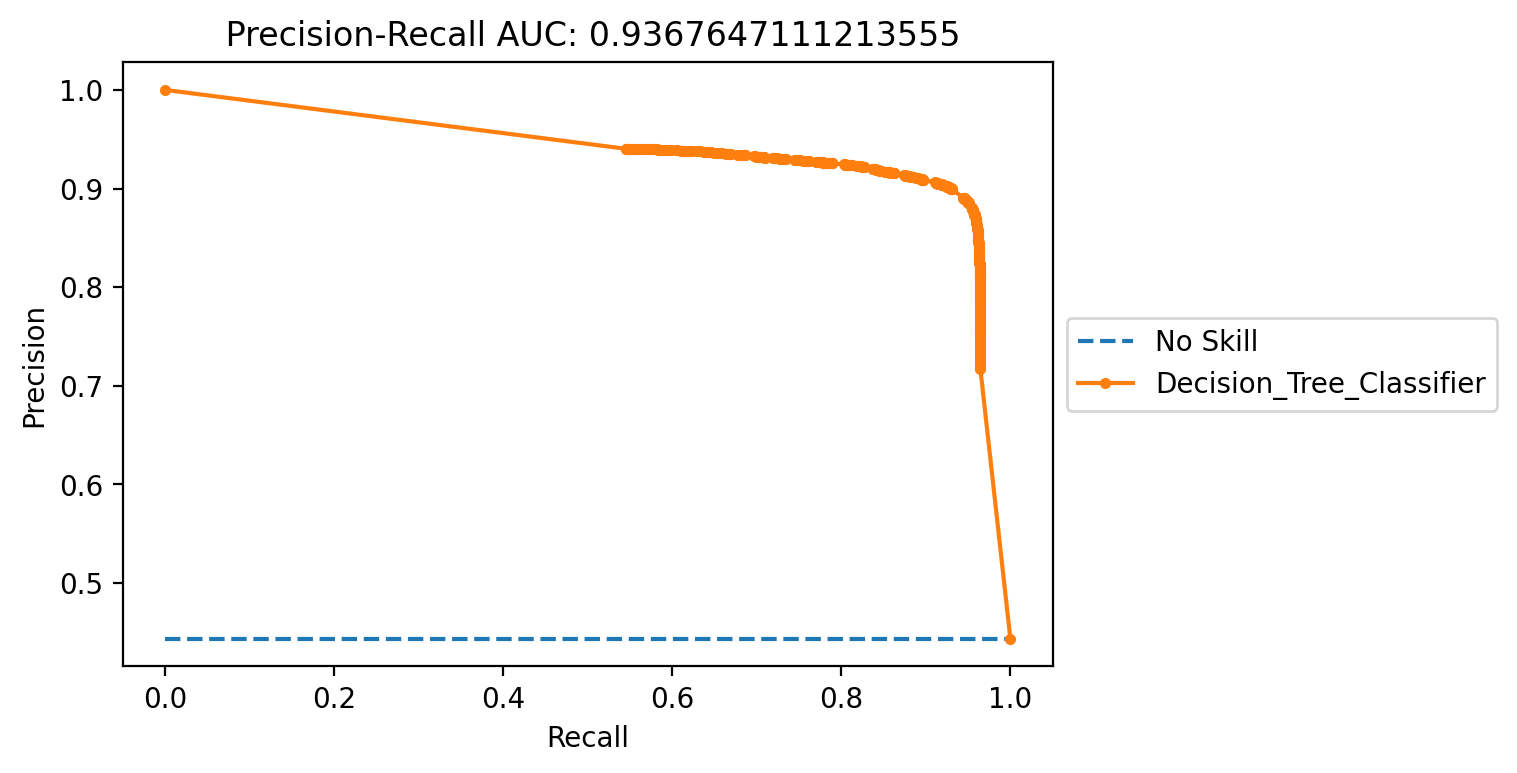 Precision-Recall AUC: 0.9367647111213555
1.0
0.9
0.8
0.7
0.6
0.5
Precision
0.0 0.2 0.4 0.6 0.8 1.0
Recall
No Skill
Decision_Tree_Classifier